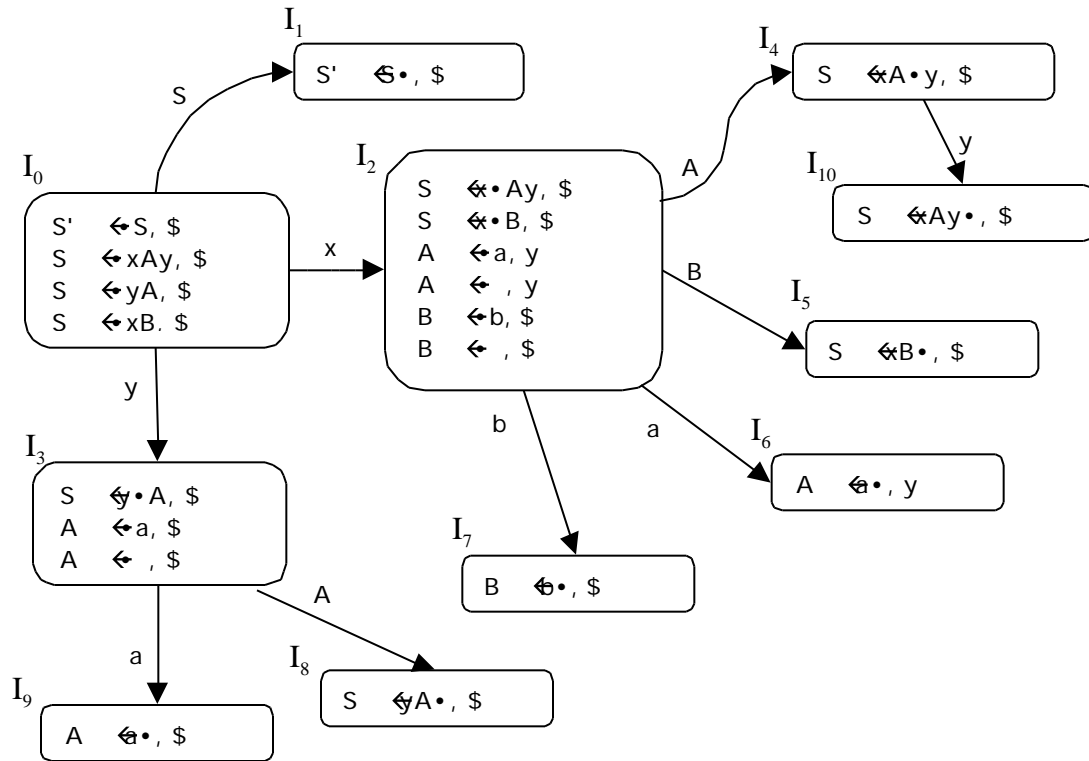 I1
S' ←S•, $
S
I0
S' ←•S, $
S ←•xAy, $
S ←•yA, $
S ←•xB. $
x
I2
S ←x•Ay, $
S ←x•B, $
A ←•a, y
A ←• , y
B ←•b, $
B ←• , $
A
I4
S ←xA•y, $
y
I10
S ←xAy•, $
B
I5
S ←xB•, $
a
I6
A ←a•, y
b
I7
B ←b•, $
y
I3
S ←y•A, $
A ←•a, $
A ←• , $
A
I8
S ←yA•, $
a
I9
A ←a•, $